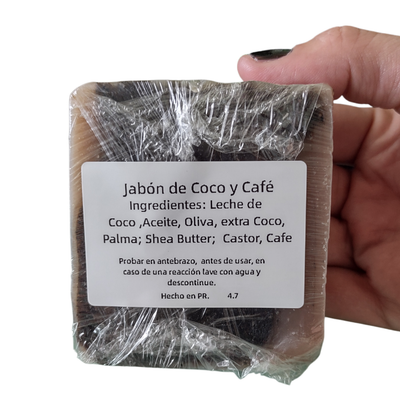 Jabón de Coco y Café
Ingredientes: Leche de
Coco ,Aceite, Oliva, extra Coco,
Palma; Shea Butter; Castor, Cafe
Probar en antebrazo, antes de usar, en
caso de una reacción lave con agua y
descontinue.
Hecho en PR. 4.7